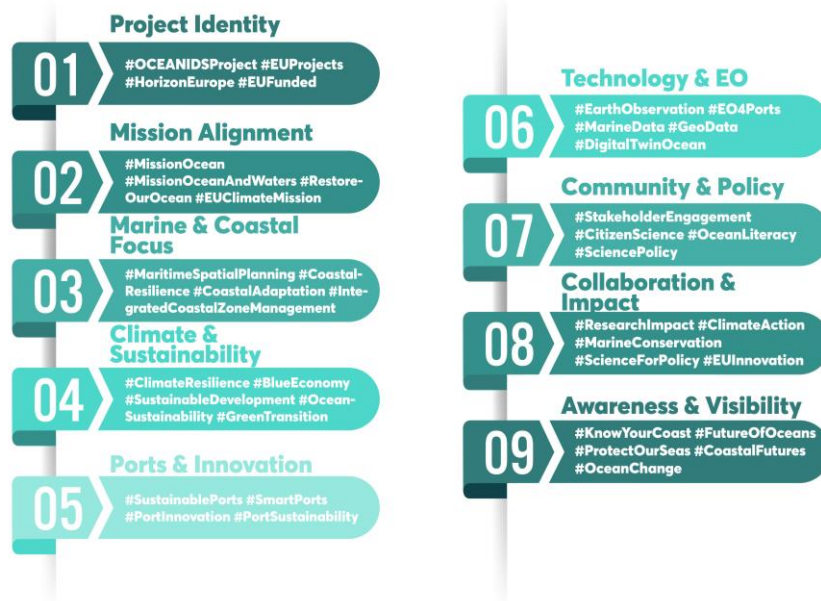 Project Identity
01
#OCEANIDSProject #EUProjects
#HorizonEurope #EUFunded
Mission Alignment
02
#MissionOcean
#MissionOceanAndWaters #Restore-
OurOcean #EUClimateMission
Marine & Coastal
Focus
03
#MaritimeSpatialPlanning #Coastal-
Resilience #CoastalAdaptation #Inte-
gratedCoastalZoneManagement
Climate &
Sustainability
04
#ClimateResilience #BlueEconomy
#SustainableDevelopment #Ocean-
Sustainability #GreenTransition
Ports & Innovation
05
#SustainablePorts #SmartPorts
#PortInnovation #PortSustainability
Technology & EO
06
#EarthObservation #EO4Ports
#MarineData #GeoData
#DigitalTwinOcean
Community & Policy
07
#StakeholderEngagement
#CitizenScience #OceanLiteracy
#SciencePolicy
Collaboration &
Impact
08
#ResearchImpact #ClimateAction
#MarineConservation
#ScienceForPolicy #EUInnovation
Awareness & Visibility
09
#KnowYourCoast #FutureOfOceans
#ProtectOurSeas #CoastalFutures
#OceanChange